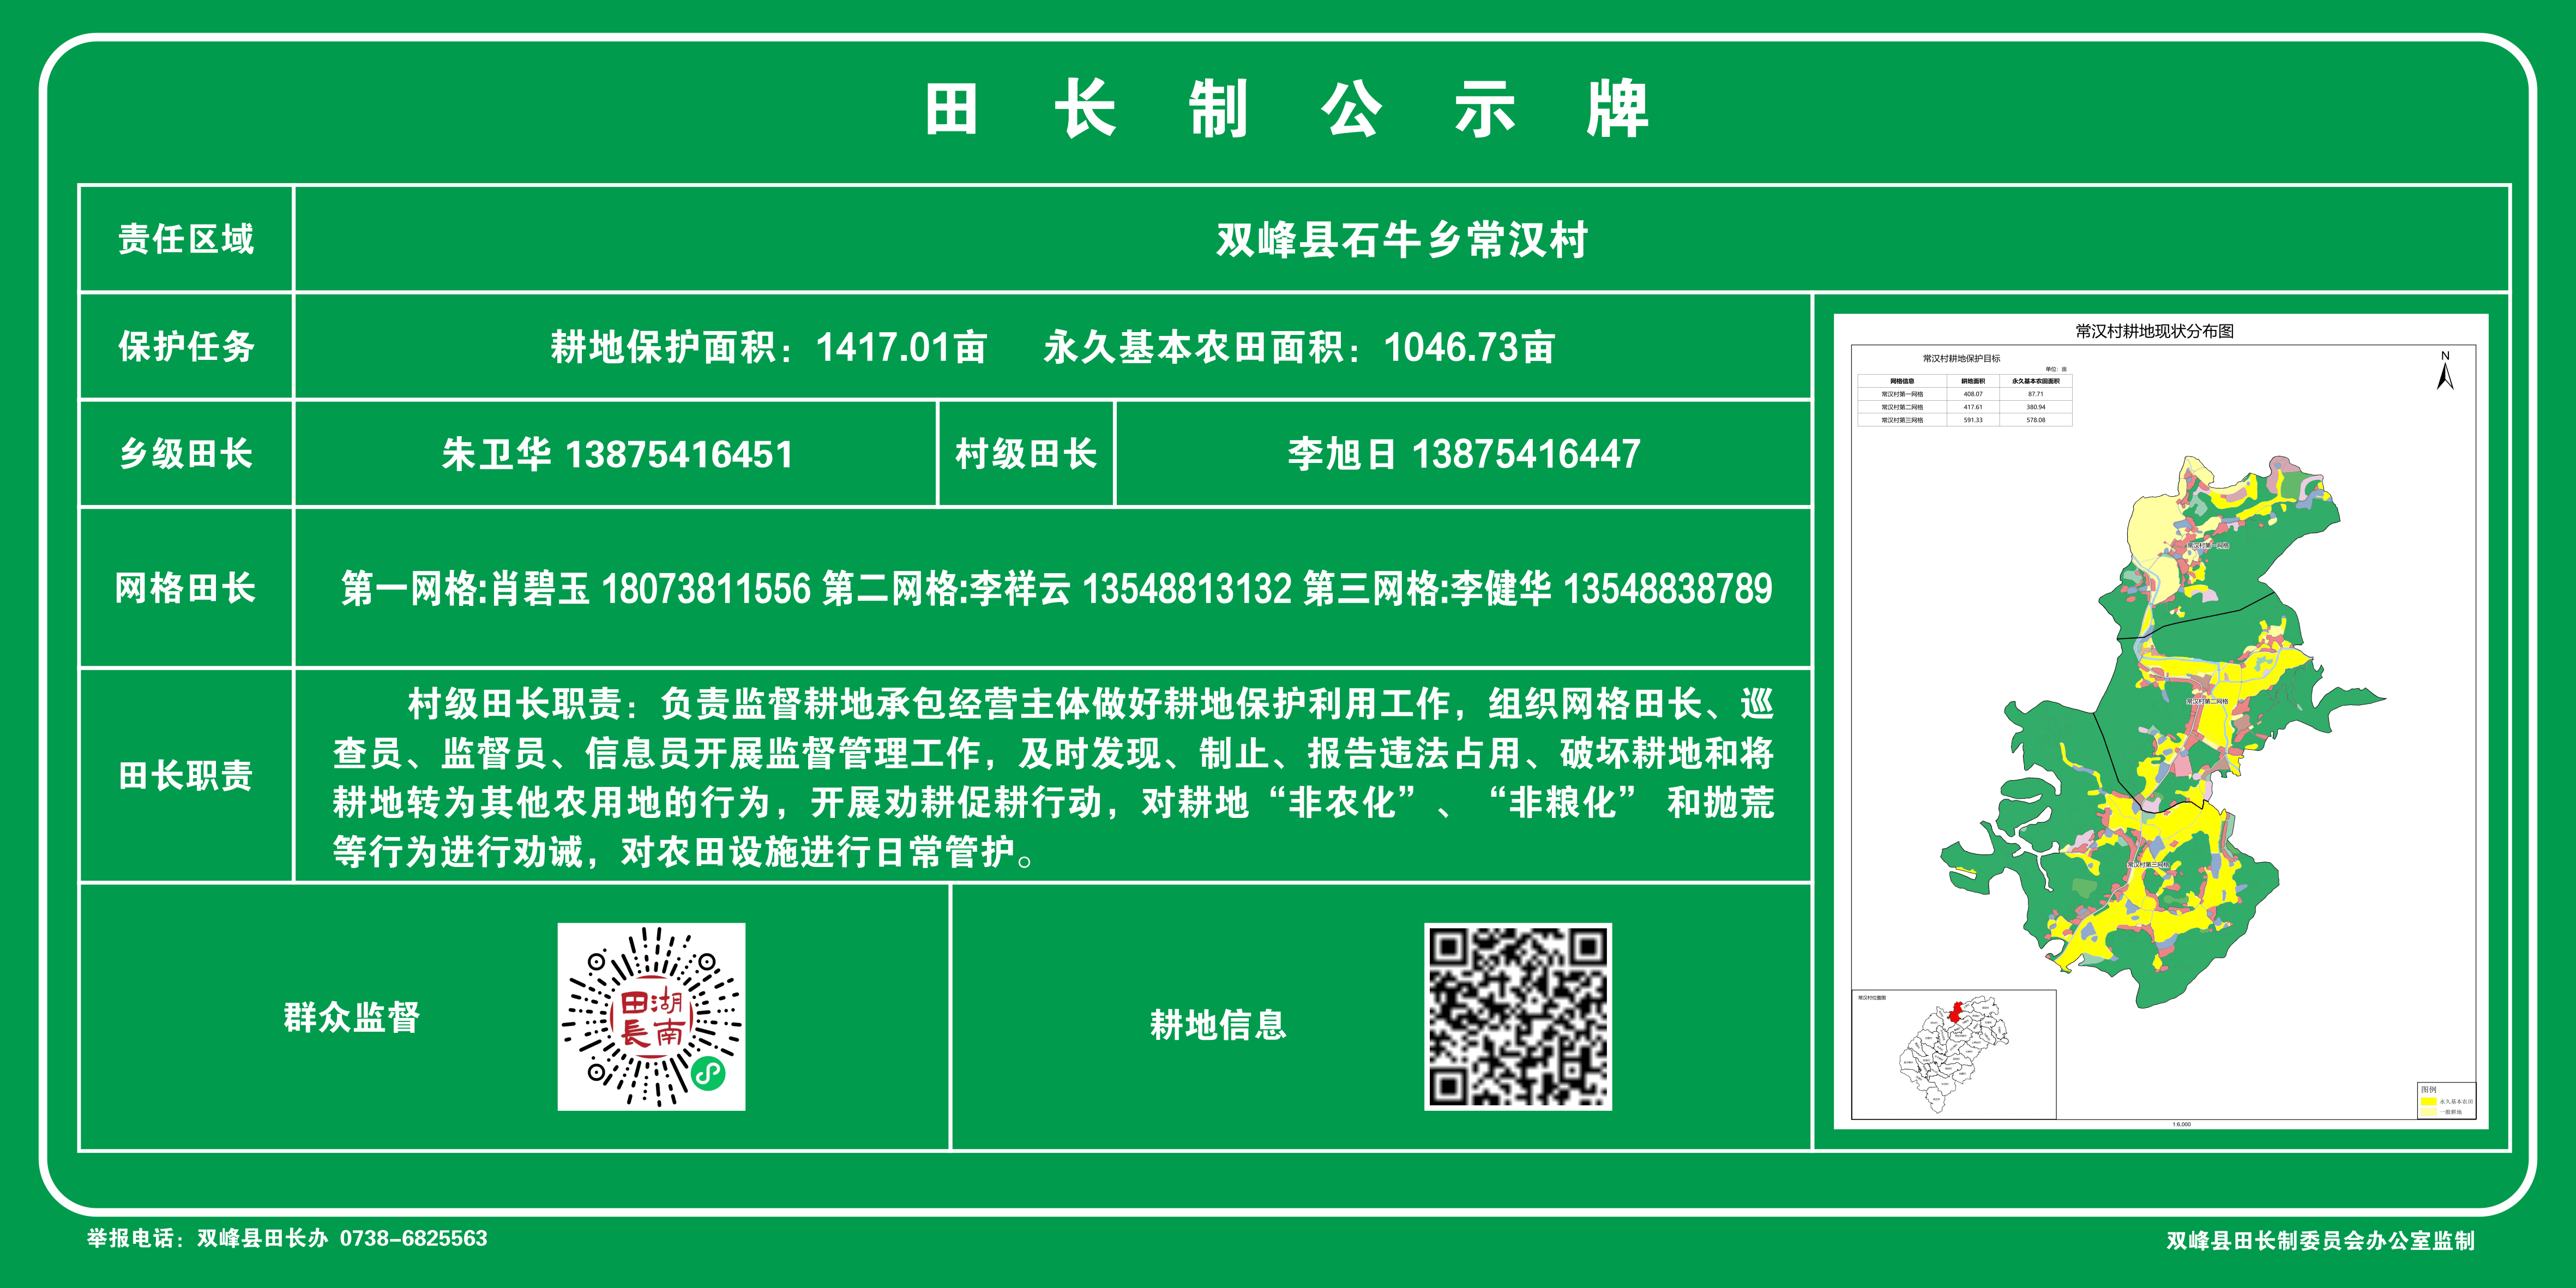 田长制公示牌
责任区域
双峰县石牛乡常汉村
保护任务
耕地保护面积：1417.01亩 永久基本农田面积：1046.73亩
乡级田长
朱卫华 13875416451
村级田长
李旭日 13875416447
网格田长
第一网格:肖碧玉 18073811556 第二网格:李祥云 13548813132 第三网格:李健华 13548838789
田长职责
村级田长职责：负责监督耕地承包经营主体做好耕地保护利用工作，组织网格田长、巡
查员、监督员、信息员开展监督管理工作，及时发现、制止、报告违法占用、破坏耕地和将
耕地转为其他农用地的行为，开展劝耕促耕行动，对耕地“非农化”、“非粮化” 和抛荒
等行为进行劝诫，对农田设施进行日常管护。
群众监督
湖南
田長
耕地信息
常汉村耕地现状分布图
常汉村耕地保护目标
单位：亩
网格信息 耕地面积 永久基本农田面积
常汉村第一网格 408.07 87.71
常汉村第二网格 417.61 380.94
常汉村第三网格 591.33 578.08
N
常汉村第一网格
常汉村第二网格
常汉村第三网格
常汉村位置图
图例
永久基本农田
一般耕地
1:6,000
举报电话：双峰县田长办 0738-6825563
双峰县田长制委员会办公室监制